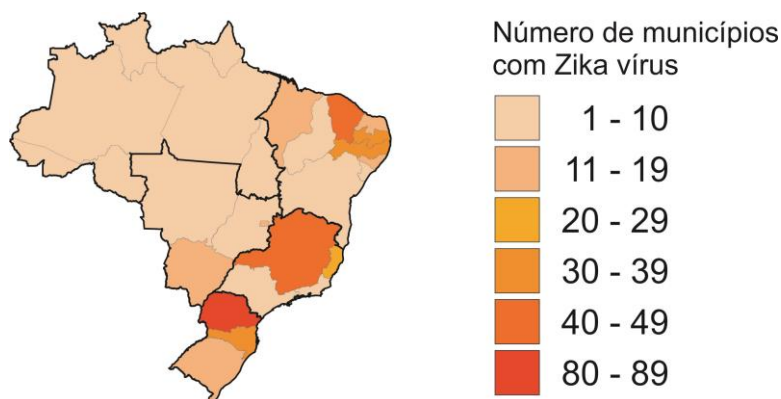 Número de municípios
com Zika vírus
1 - 10
11 - 19
20 - 29
30 - 39
40 - 49
80 - 89